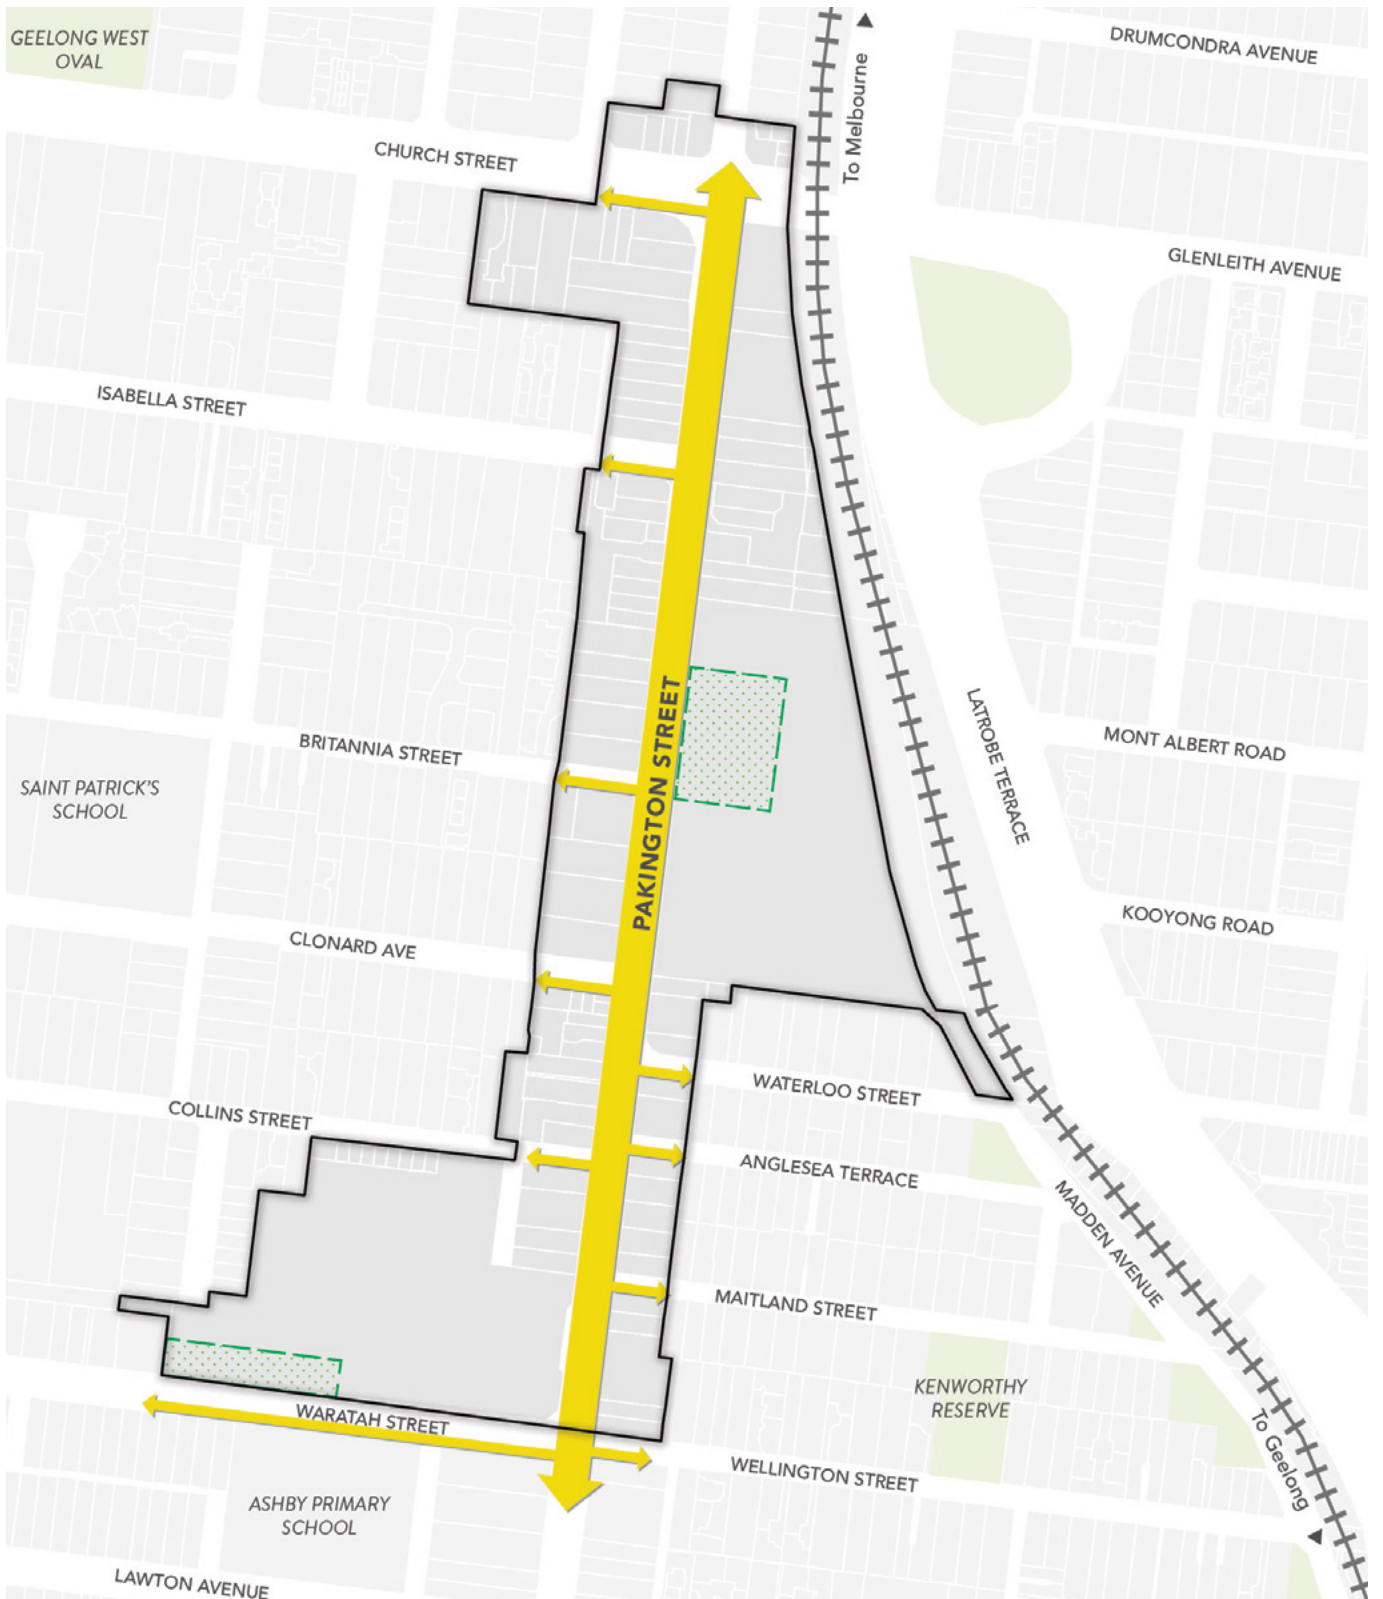 GEELONG WEST
OVAL
DRUMCONDRA AVENUE
To Melbourne
CHURCH STREET
GLENLEITH AVENUE
ISABELLA STREET
PAKINGTON STREET
LATROBE TERRACE
BRITANNIA STREET
MONT ALBERT ROAD
SAINT PATRICK'S
SCHOOL
KOOYONG ROAD
CLONARD AVE
WATERLOO STREET
COLLINS STREET
ANGLESEA TERRACE
MADDEN AVENUE
MAITLAND STREET
KENWORTHY
RESERVE
WARATAH STREET
To Geelong
WELLINGTON STREET
ASHBY PRIMARY
SCHOOL
LAWTON AVENUE